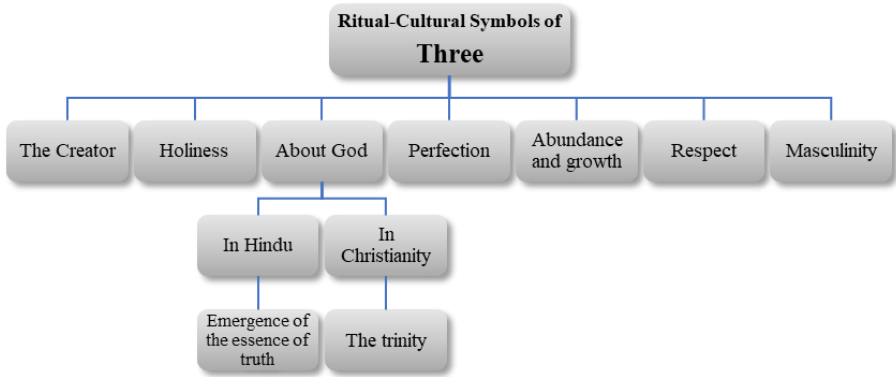 Ritual-Cultural Symbols of
Three
The Creator
Holiness
About God
Perfection
Abundance
and growth
Respect
Masculinity
In Hindu
In
Christianity
Emergence of
the essence of
truth
The trinity